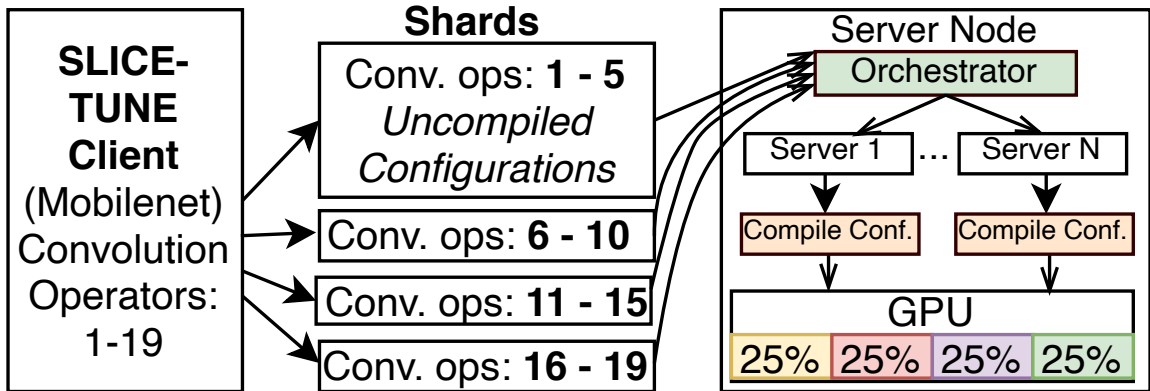 SLICE-
TUNE
Client
(Mobilenet)
Convolution
Operators:
1-19
Shards
Conv. ops: 1 - 5
Uncompiled
Configurations
Conv. ops: 6 - 10
Conv. ops: 11 - 15
Conv. ops: 16 - 19
Server Node
Orchestrator
Server 1 ... Server N
Compile Conf. Compile Conf.
GPU
25% 25% 25% 25%